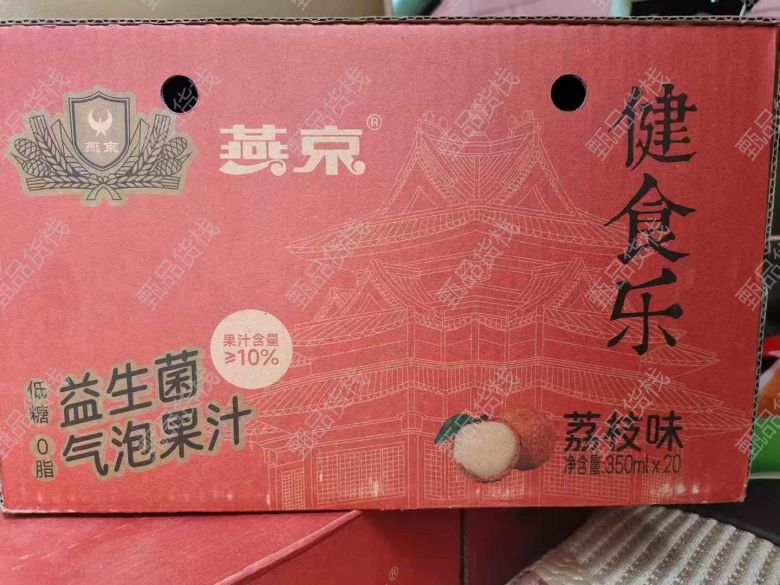 燕京
燕京®
健食乐
果汁含量
≥10%
低糖
0脂
益生菌
气泡果汁
荔枝味
净含量:350ml x 20
®
甄品货栈